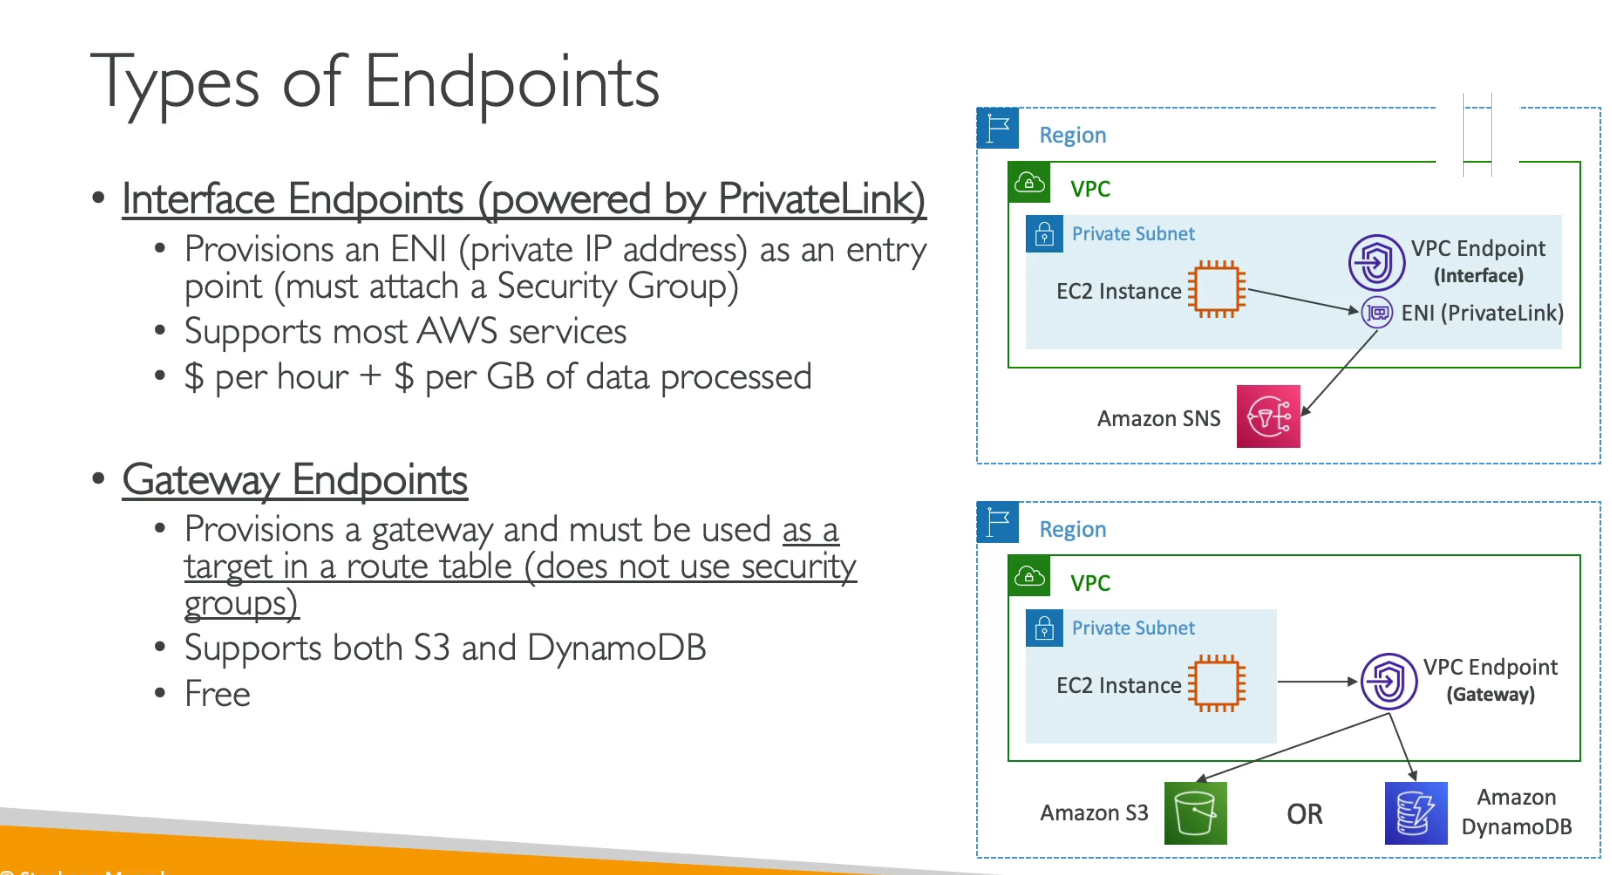 Types of Endpoints
• Interface Endpoints (powered by PrivateLink)
• Provisions an ENI (private IP address) as an entry
point (must attach a Security Group)
• Supports most AWS services
• $ per hour + $ per GB of data processed
• Gateway Endpoints
• Provisions a gateway and must be used as a
target in a route table (does not use security
groups)
• Supports both S3 and DynamoDB
• Free
Region
VPC
Private Subnet
EC2 Instance
VPC Endpoint
(Interface)
ENI (PrivateLink)
Amazon SNS
Region
VPC
Private Subnet
EC2 Instance
VPC Endpoint
(Gateway)
Amazon S3
OR
Amazon
DynamoDB